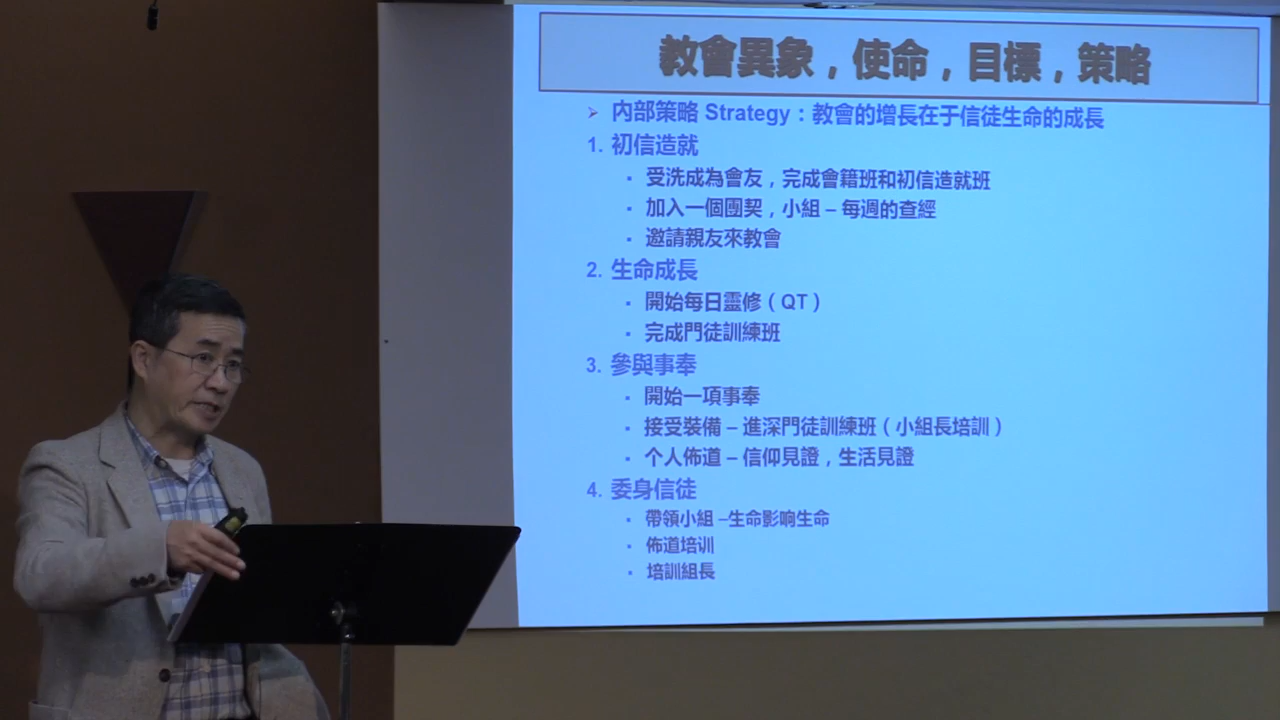 教會異象，使命，目標，策略
➢ 内部策略 Strategy：教會的增長在于信徒生命的成長
1. 初信造就
▪ 受洗成為會友，完成會籍班和初信造就班
▪ 加入一個團契，小組 – 每週的查經
▪ 邀請親友來教會
2. 生命成長
▪ 開始每日靈修（QT）
▪ 完成門徒訓練班
3. 參與事奉
▪ 開始一項事奉
▪ 接受裝備 – 進深門徒訓練班（小組長培訓）
▪ 个人佈道 – 信仰見證，生活見證
4. 委身信徒
▪ 帶領小組 –生命影响生命
▪ 佈道培训
▪ 培訓組長